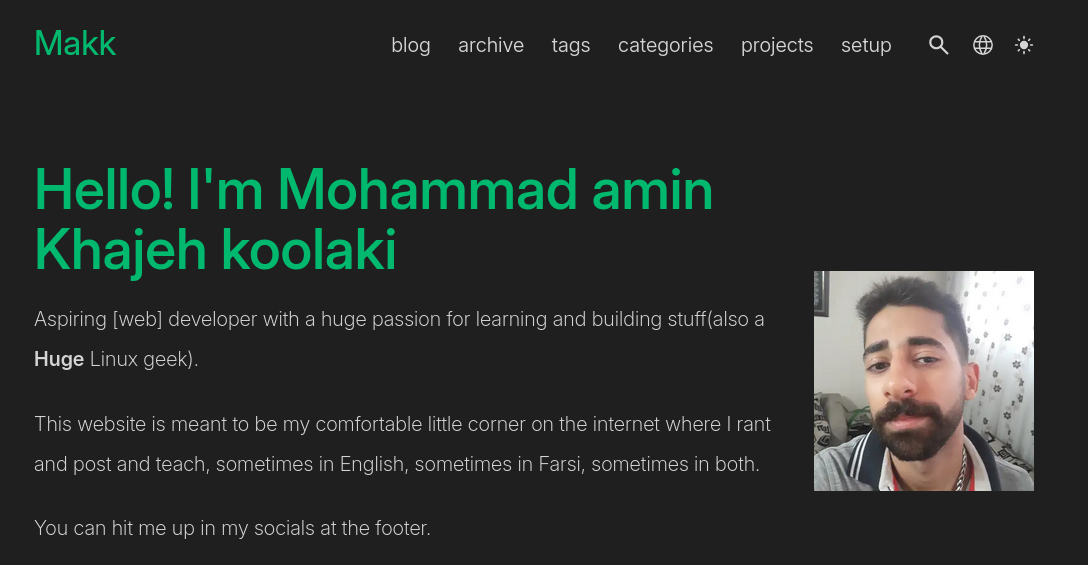 Makk
blog archive tags categories projects setup
Hello! I'm Mohammad amin
Khajeh koolaki
Aspiring [web] developer with a huge passion for learning and building stuff(also a
Huge Linux geek).
This website is meant to be my comfortable little corner on the internet where I rant
and post and teach, sometimes in English, sometimes in Farsi, sometimes in both.
You can hit me up in my socials at the footer.